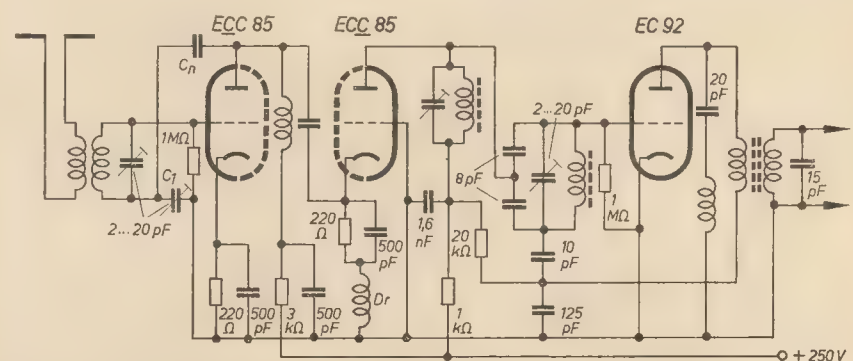 ECC 85
ECC 85
EC 92
Cn
1MΩ
C1
2...20 pF
220
Ω
500
pF
3
kΩ
500
pF
220
Ω
500
pF
Dr
1,6
nF
20
kΩ
1
kΩ
8 pF
2...20 pF
10
pF
125
pF
1
MΩ
20
pF
15
pF
+ 250 V